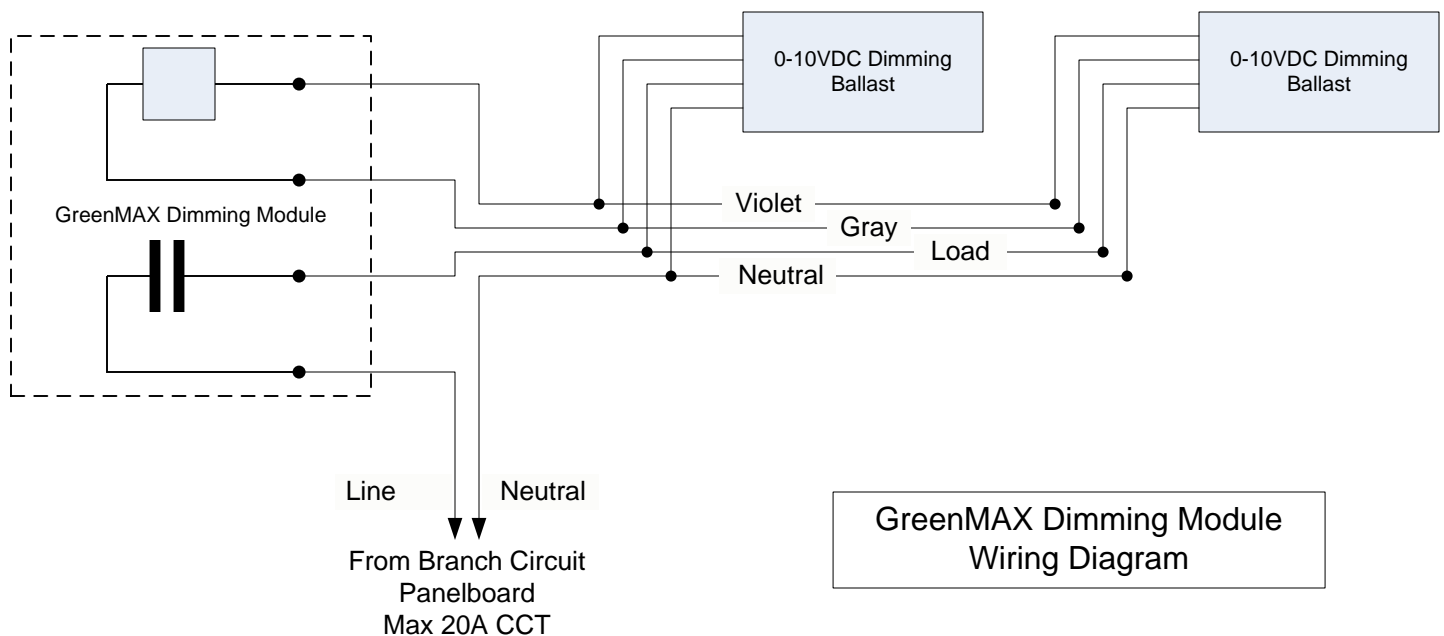 0-10VDC Dimming
Ballast
0-10VDC Dimming
Ballast
GreenMAX Dimming Module
Violet
Gray
Load
Neutral
Line
Neutral
From Branch Circuit
Panelboard
Max 20A CCT
GreenMAX Dimming Module
Wiring Diagram